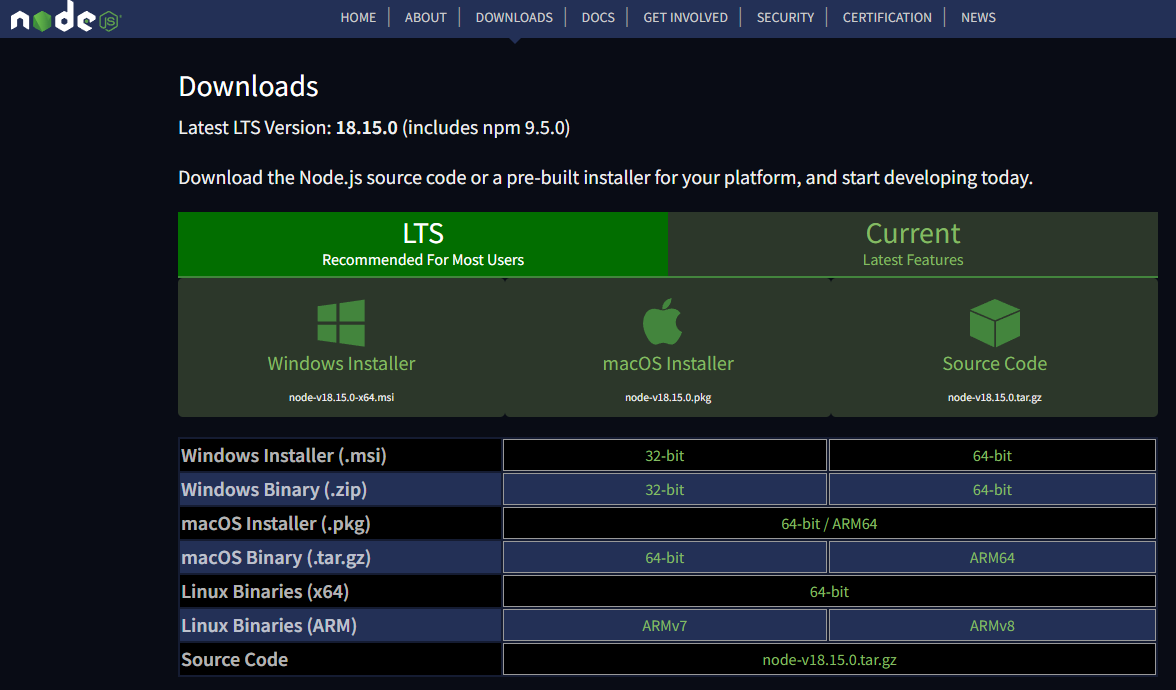 node JS
HOME ABOUT DOWNLOADS DOCS GET INVOLVED SECURITY CERTIFICATION NEWS
Downloads
Latest LTS Version: 18.15.0 (includes npm 9.5.0)
Download the Node.js source code or a pre-built installer for your platform, and start developing today.
LTS
Recommended For Most Users
Current
Latest Features
Windows Installer
node-v18.15.0-x64.msi
macOS Installer
node-v18.15.0.pkg
Source Code
node-v18.15.0.tar.gz
Windows Installer (.msi) 32-bit 64-bit
Windows Binary (.zip) 32-bit 64-bit
macOS Installer (.pkg) 64-bit / ARM64
macOS Binary (.tar.gz) 64-bit ARM64
Linux Binaries (x64) 64-bit
Linux Binaries (ARM) ARMv7 ARMv8
Source Code node-v18.15.0.tar.gz